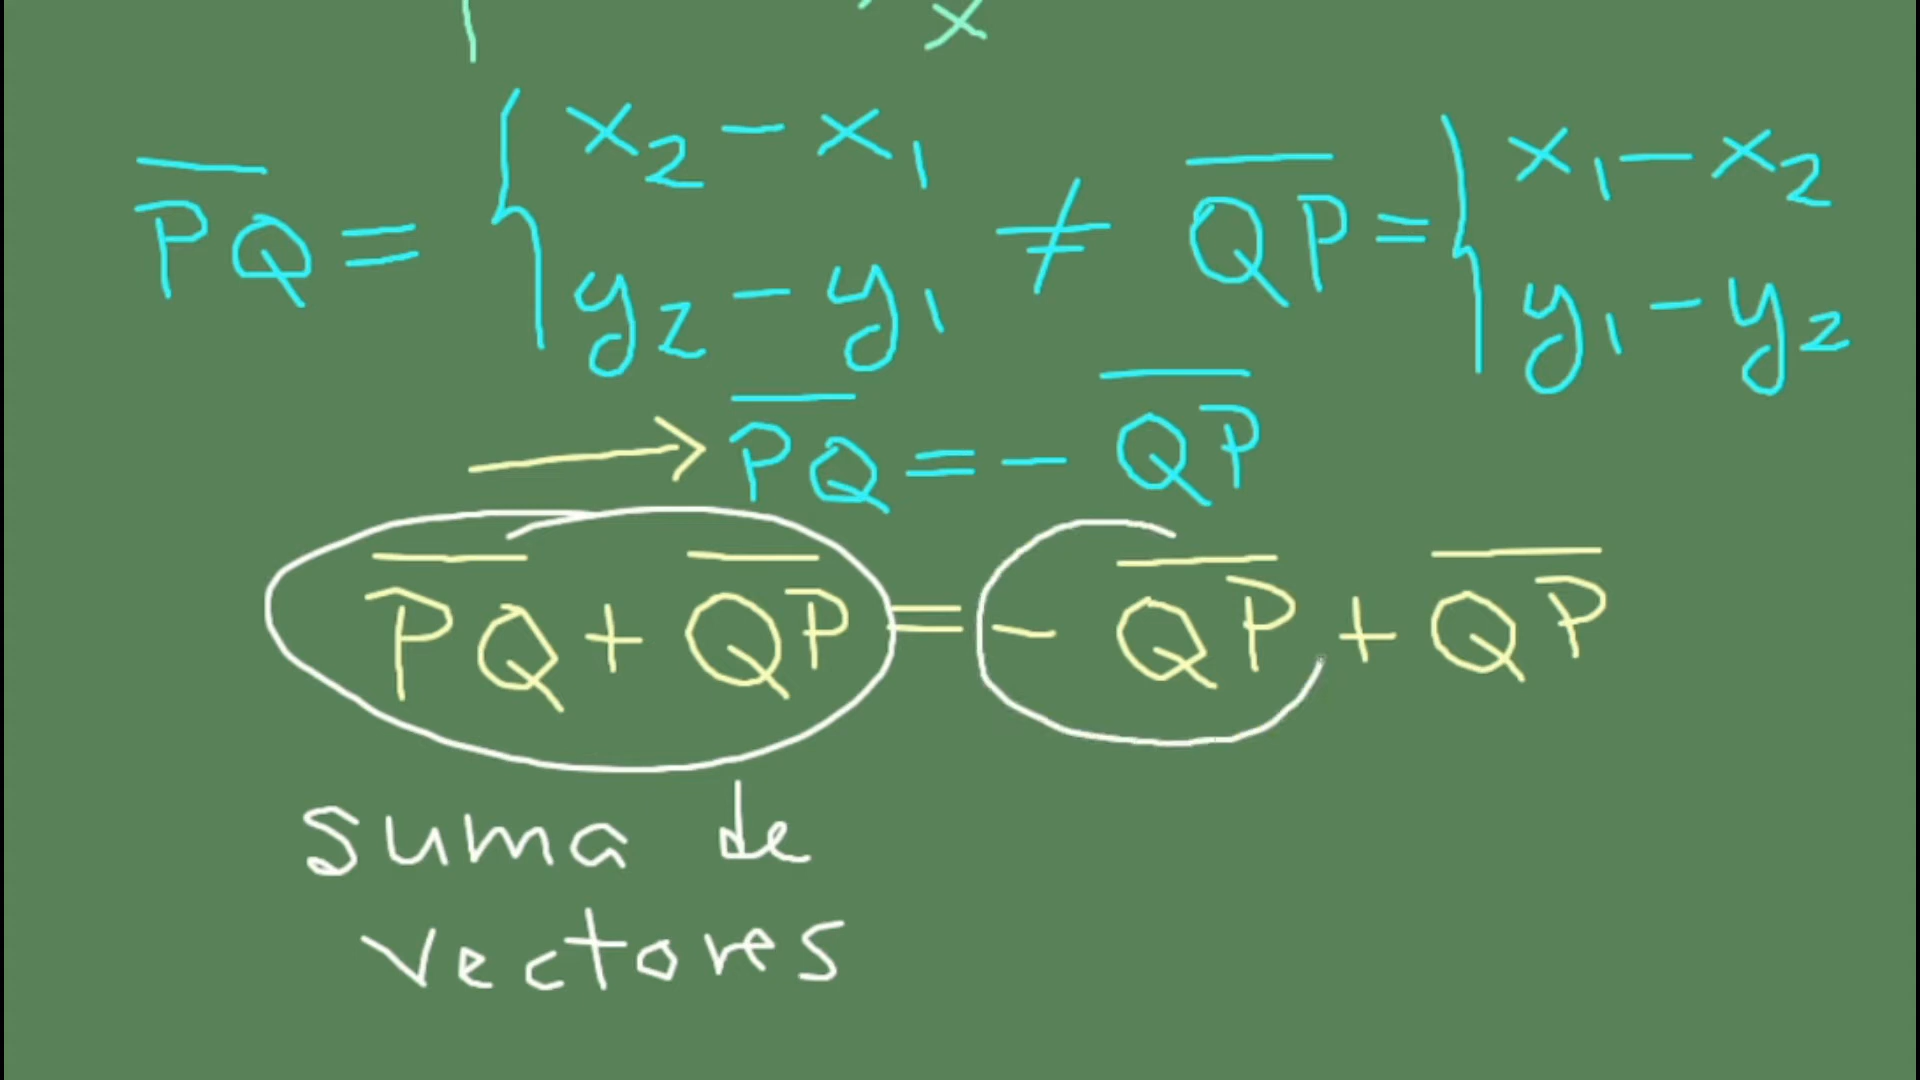 x
PQ = { x₂ - x₁ ≠ QP = { x₁ - x₂
y₂ - y₁ y₁ - y₂
→ PQ = - QP
PQ + QP = - QP + QP
suma de
vectores